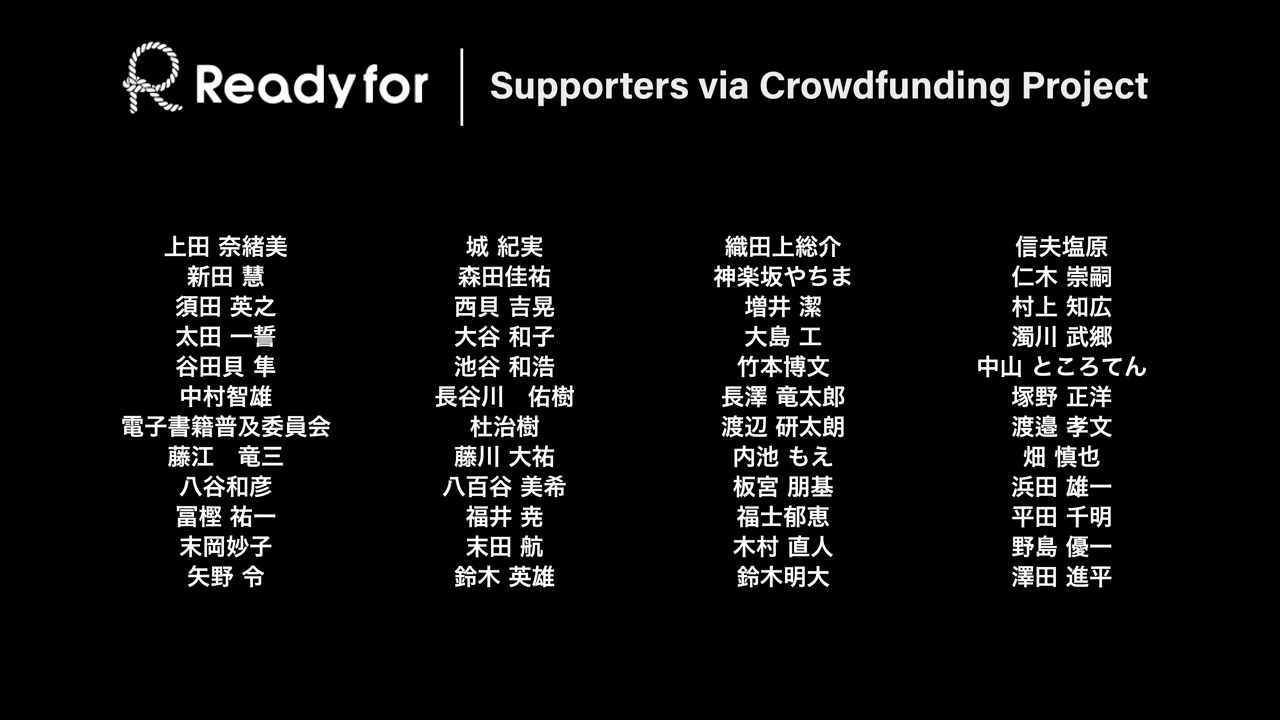 Readyfor
Supporters via Crowdfunding Project
上田 奈緒美
新田 慧
須田 英之
太田 一誓
谷田貝 隼
中村智雄
電子書籍普及委員会
藤江　竜三
八谷和彦
冨樫 祐一
末岡妙子
矢野 令
城 紀実
森田佳祐
西貝 吉晃
大谷 和子
池谷 和浩
長谷川　佑樹
杜治樹
藤川 大祐
八百谷 美希
福井 尭
末田 航
鈴木 英雄
織田上総介
神楽坂やちま
増井 潔
大島 工
竹本博文
長澤 竜太郎
渡辺 研太朗
内池 もえ
板宮 朋基
福士郁恵
木村 直人
鈴木明大
信夫塩原
仁木 崇嗣
村上 知広
濁川 武郷
中山 ところてん
塚野 正洋
渡邉 孝文
畑 慎也
浜田 雄一
平田 千明
野島 優一
澤田 進平